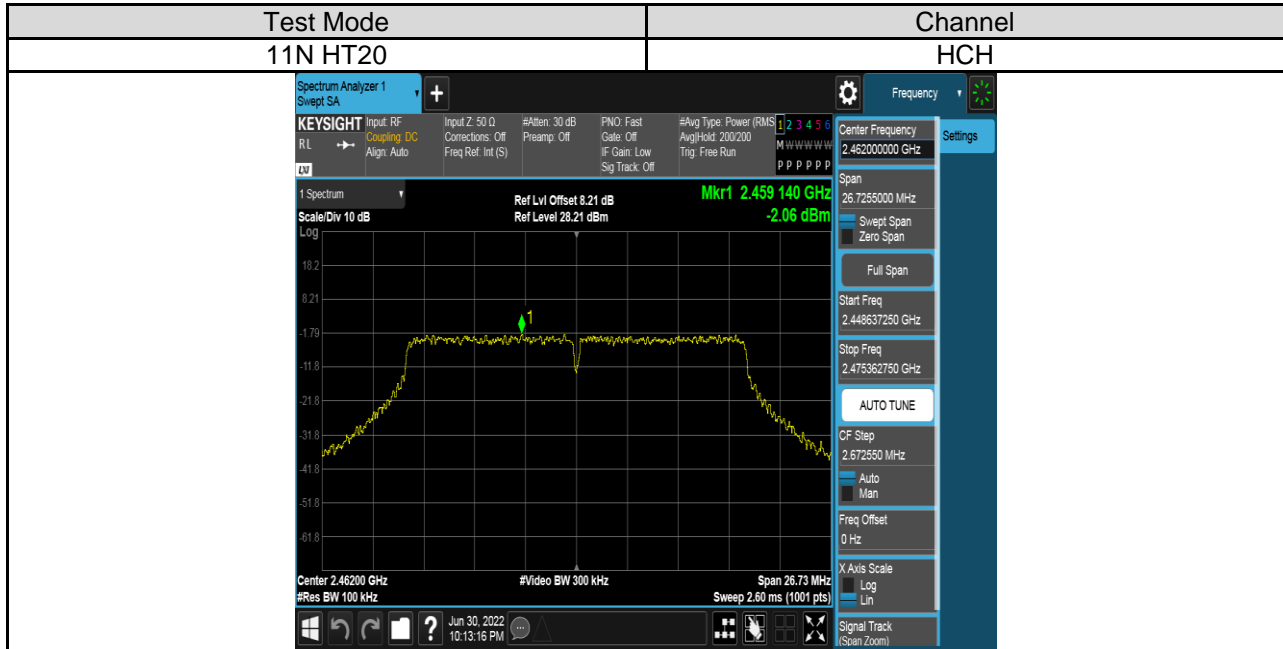 Test Mode Channel
11N HT20 HCH
Spectrum Analyzer 1
Swept SA
+
Frequency
KEYSIGHT Input: RF Input Z: 50 Ω #Atten: 30 dB PNO: Fast #Avg Type: Power (RMS 1 2 3 4 5 6
RL Coupling: DC Corrections: Off Preamp: Off Gate: Off Avg|Hold: 200/200 M W W W W W
Align: Auto Freq Ref: Int (S) IF Gain: Low Trig: Free Run
LXI Sig Track: Off P P P P P P
Center Frequency
2.462000000 GHz
Settings
1 Spectrum
Ref Lvl Offset 8.21 dB
Mkr1 2.459 140 GHz
Scale/Div 10 dB
Ref Level 28.21 dBm
-2.06 dBm
Log
18.2
8.21
-1.79
-11.8
-21.8
-31.8
-41.8
-51.8
-61.8
1
Center 2.46200 GHz #Video BW 300 kHz Span 26.73 MHz
#Res BW 100 kHz Sweep 2.60 ms (1001 pts)
Span
26.7255000 MHz
Swept Span
Zero Span
Full Span
Start Freq
2.448637250 GHz
Stop Freq
2.475362750 GHz
AUTO TUNE
CF Step
2.672550 MHz
Auto
Man
Freq Offset
0 Hz
X Axis Scale
Log
Lin
Signal Track
(Span Zoom)
? Jun 30, 2022
10:13:16 PM